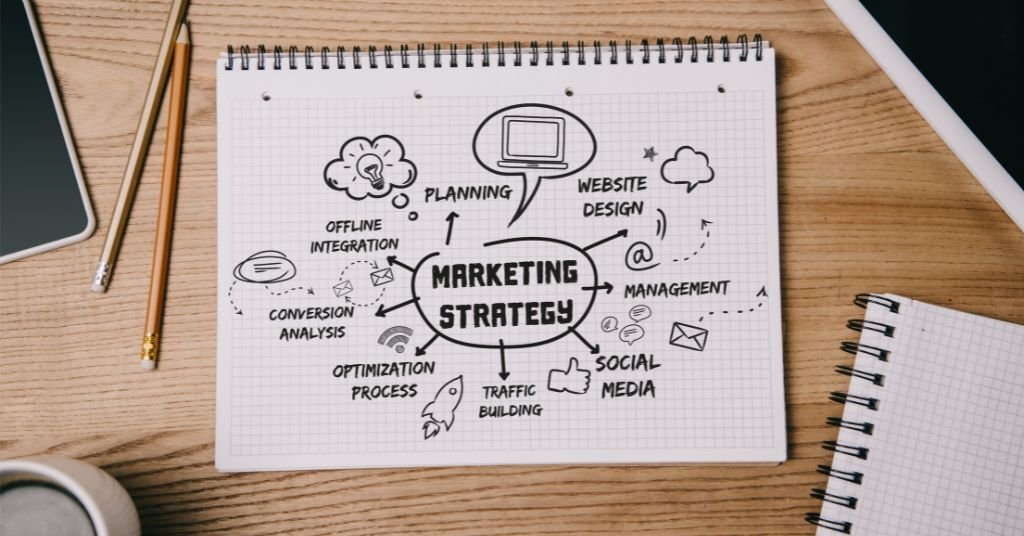 PLANNING
WEBSITE
DESIGN
OFFLINE
INTEGRATION
@
MARKETING
STRATEGY
MANAGEMENT
CONVERSION
ANALYSIS
OPTIMIZATION
PROCESS
TRAFFIC
BUILDING
SOCIAL
MEDIA